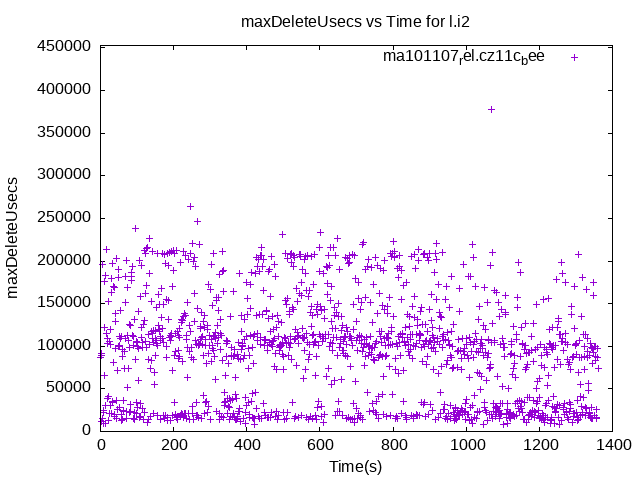 maxDeleteUsecs vs Time for l.i2
450000
400000
350000
300000
250000
200000
150000
100000
50000
0
maxDeleteUsecs
ma101107rel.cz11cbee
0 200 400 600 800 1000 1200 1400
Time(s)